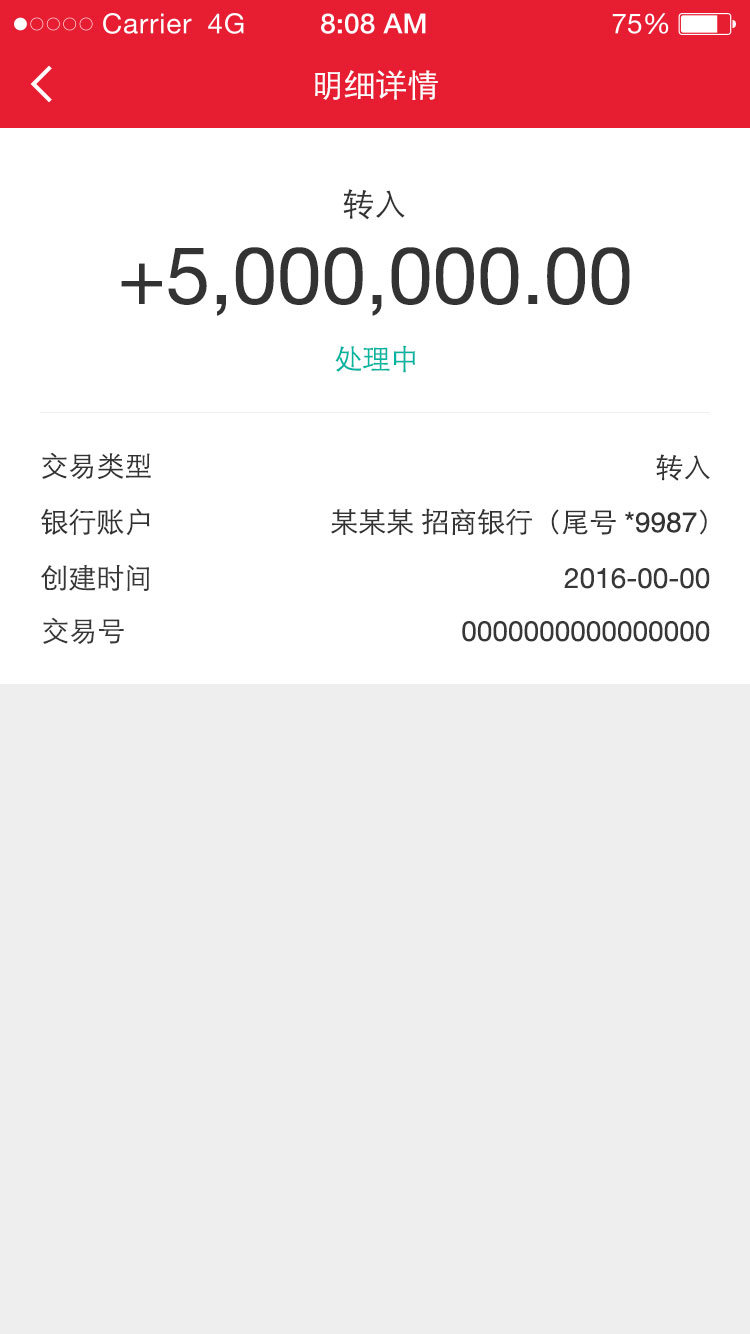 Carrier 4G 8:08 AM 75%
明细详情
转入
+5,000,000.00
处理中
交易类型 转入
银行账户 某某某 招商银行（尾号 *9987）
创建时间 2016-00-00
交易号 0000000000000000